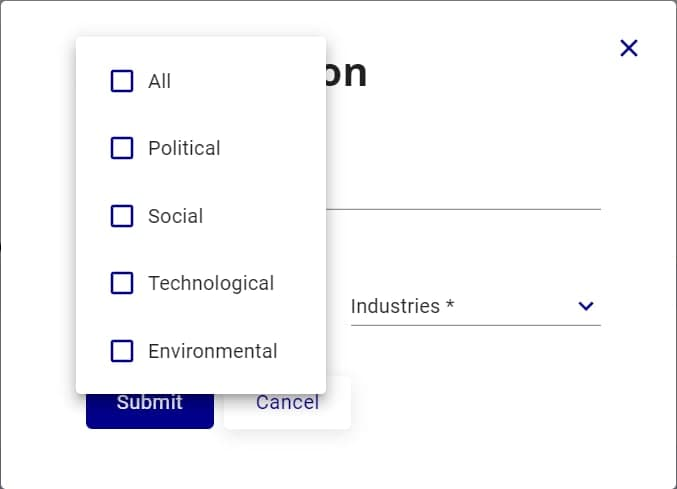 All
on
Political
Social
Technological
Industries *
Environmental
Submit
Cancel